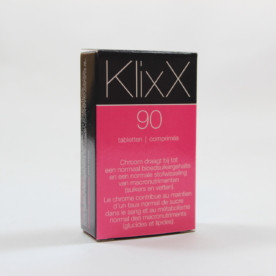 KlixX
90
tabletten | comprimés
Chroom draagt bij tot
een normaal bloedsuikergehalte
en een normale stofwisseling
van macronutriënten
(suikers en vetten).
Le chrome contribue au maintien
d'un taux normal de sucre
dans le sang et au métabolisme
normal des macronutriments
(glucides et lipides).